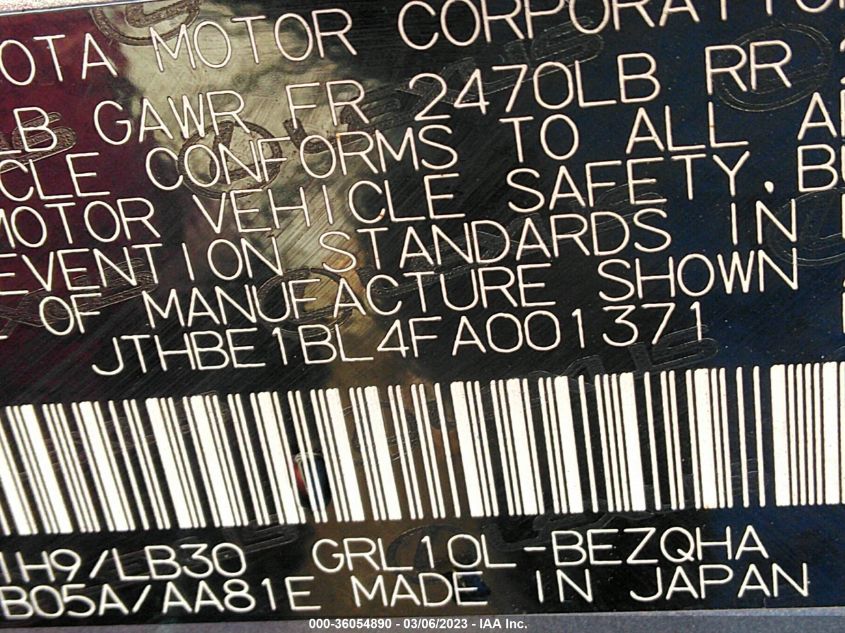 OTA MOTOR CORPORATIO
B GAWR FR 2470LB RR
CLE CONFORMS TO ALL A
MOTOR VEHICLE SAFETY, BU
EVENTION STANDARDS IN
OF MANUFACTURE SHOWN
JTHBE1BL4FA001371
1H9/LB30 GRL10L-BEZQHA
B05A/AA81E MADE IN JAPAN
000-36054890 - 03/06/2023 - IAA Inc.